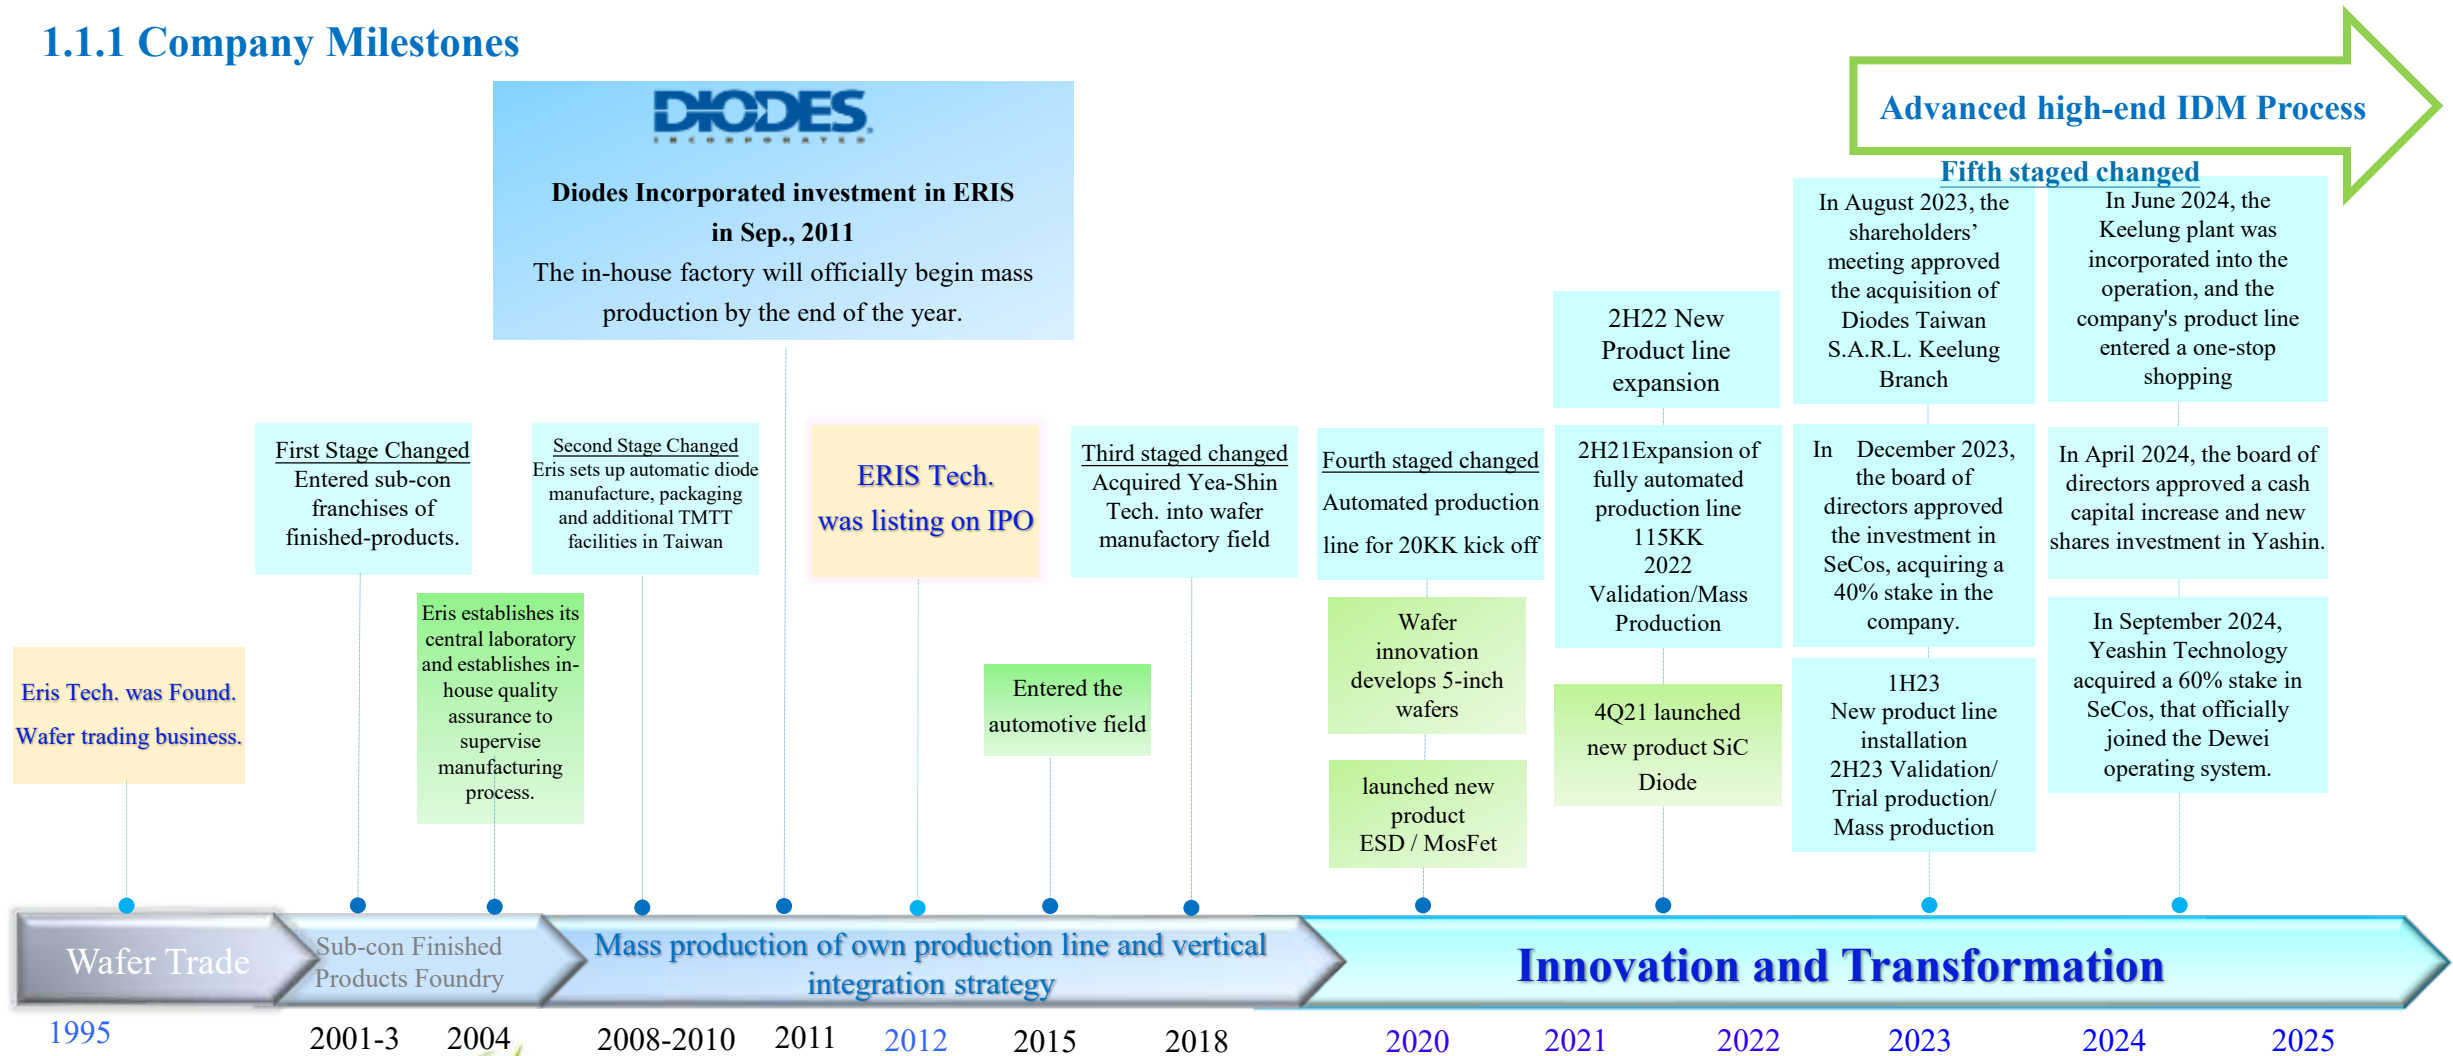 1.1.1 Company Milestones
Advanced high-end IDM Process
Fifth staged changed
DIODES
INCORPORATED
Diodes Incorporated investment in ERIS
in Sep., 2011
The in-house factory will officially begin mass
production by the end of the year.
Eris Tech. was Found.
Wafer trading business.
First Stage Changed
Entered sub-con
franchises of
finished-products.
Eris establishes its
central laboratory
and establishes in-
house quality
assurance to
supervise
manufacturing
process.
Second Stage Changed
Eris sets up automatic diode
manufacture, packaging
and additional TMTT
facilities in Taiwan
ERIS Tech.
was listing on IPO
Entered the
automotive field
Third staged changed
Acquired Yea-Shin
Tech. into wafer
manufactory field
Fourth staged changed
Automated production
line for 20KK kick off
Wafer
innovation
develops 5-inch
wafers
launched new
product
ESD / MosFet
2H22 New
Product line
expansion
2H21Expansion of
fully automated
production line
115KK
2022
Validation/Mass
Production
4Q21 launched
new product SiC
Diode
In August 2023, the
shareholders’
meeting approved
the acquisition of
Diodes Taiwan
S.A.R.L. Keelung
Branch
In December 2023,
the board of
directors approved
the investment in
SeCos, acquiring a
40% stake in the
company.
1H23
New product line
installation
2H23 Validation/
Trial production/
Mass production
In June 2024, the
Keelung plant was
incorporated into the
operation, and the
company's product line
entered a one-stop
shopping
In April 2024, the board of
directors approved a cash
capital increase and new
shares investment in Yashin.
In September 2024,
Yeashin Technology
acquired a 60% stake in
SeCos, that officially
joined the Dewei
operating system.
Wafer Trade
Sub-con Finished
Products Foundry
Mass production of own production line and vertical
integration strategy
Innovation and Transformation
1995
2001-3
2004
2008-2010
2011
2012
2015
2018
2020
2021
2022
2023
2024
2025